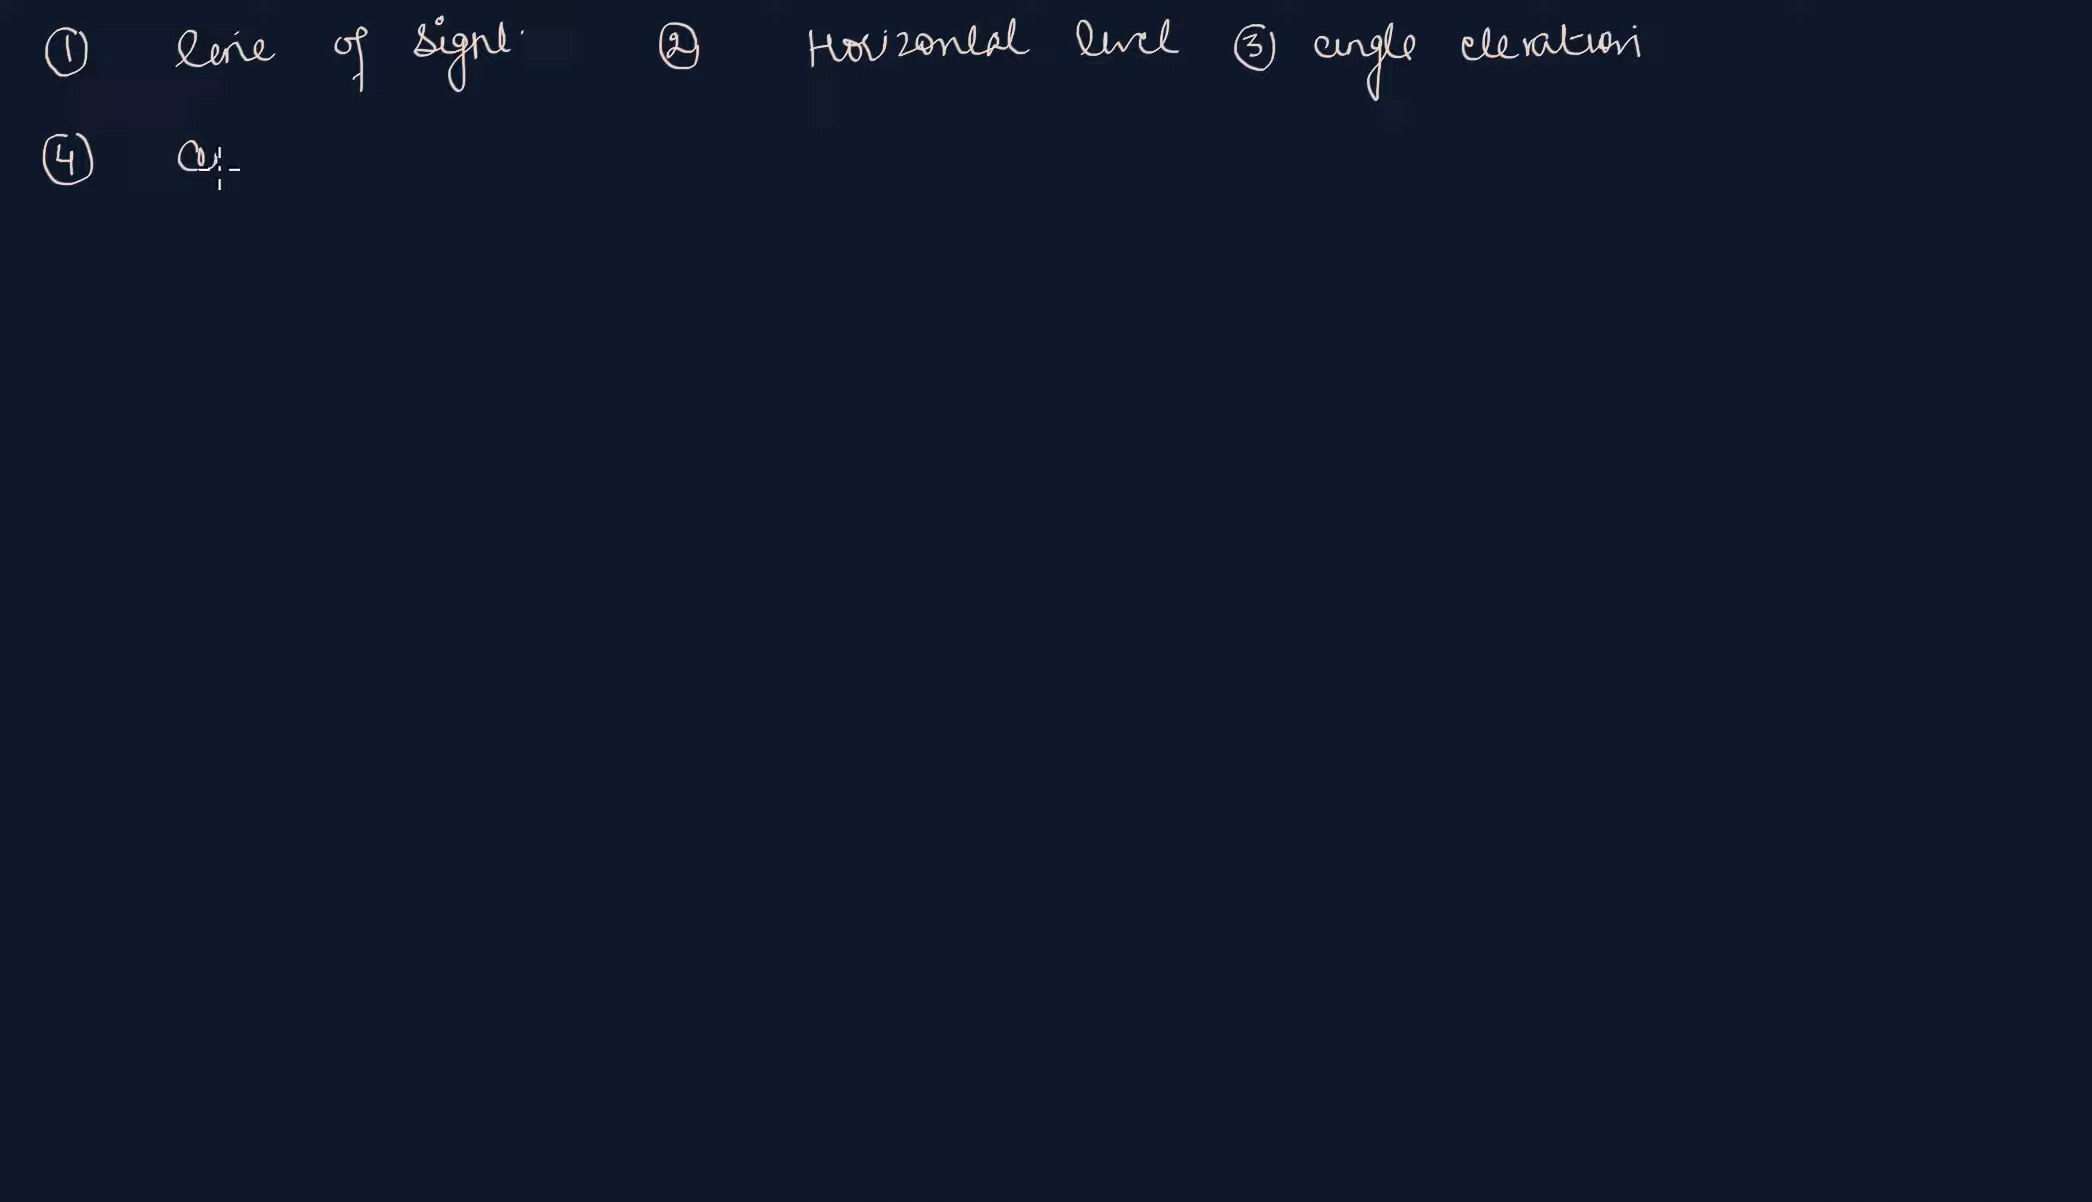 ① line of sight. ② Horizontal level ③ angle elevation
④ a